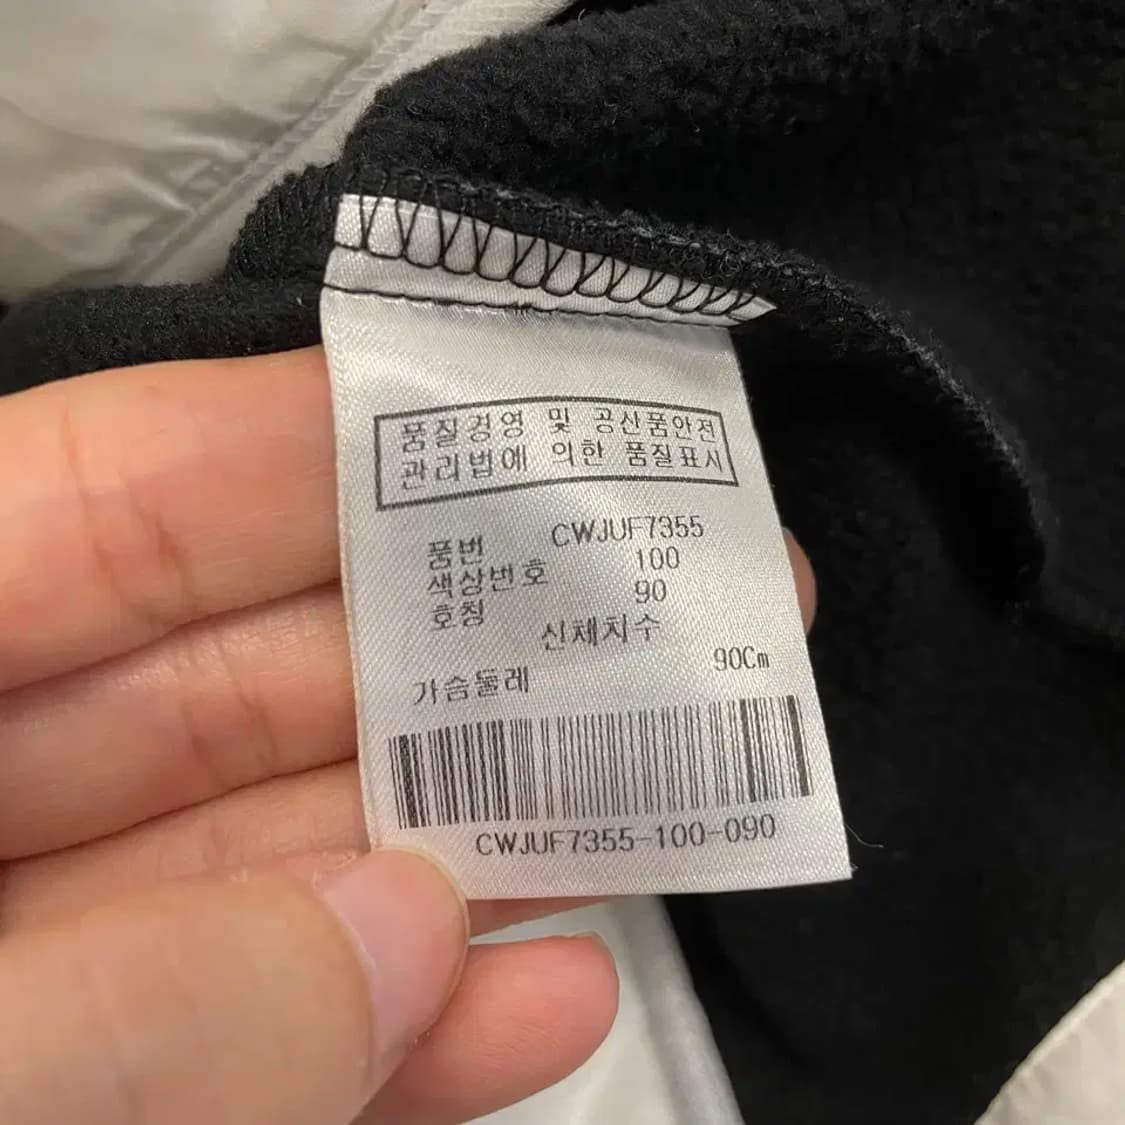 품질경영 및 공산품안전
관리법에 의한 품질표시
품번 CWJUF7355
색상번호 100
호칭 90
신체치수
가슴둘레 90Cm
CWJUF7355-100-090